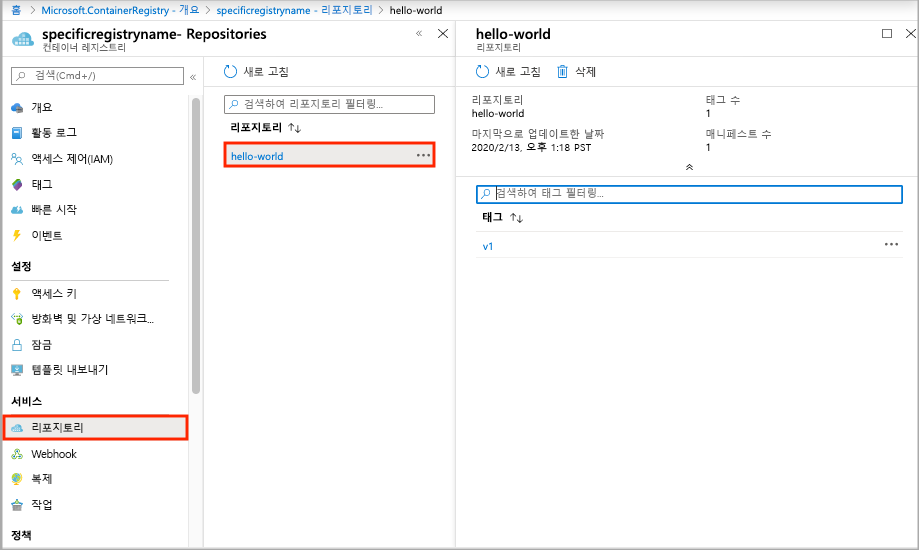 홈 > Microsoft.ContainerRegistry - 개요 > specificregistryname - 리포지토리 > hello-world
specificregistryname- Repositories
컨테이너 레지스트리
검색(Cmd+/)
개요
활동 로그
액세스 제어(IAM)
태그
빠른 시작
이벤트
설정
액세스 키
방화벽 및 가상 네트워크...
잠금
템플릿 내보내기
서비스
리포지토리
Webhook
복제
작업
정책
새로 고침
검색하여 리포지토리 필터링...
리포지토리 ↑↓
hello-world ...
hello-world
리포지토리
새로 고침 삭제
리포지토리
hello-world
태그 수
1
마지막으로 업데이트한 날짜
2020/2/13, 오후 1:18 PST
매니페스트 수
1
검색하여 태그 필터링...
태그 ↑↓
v1 ...